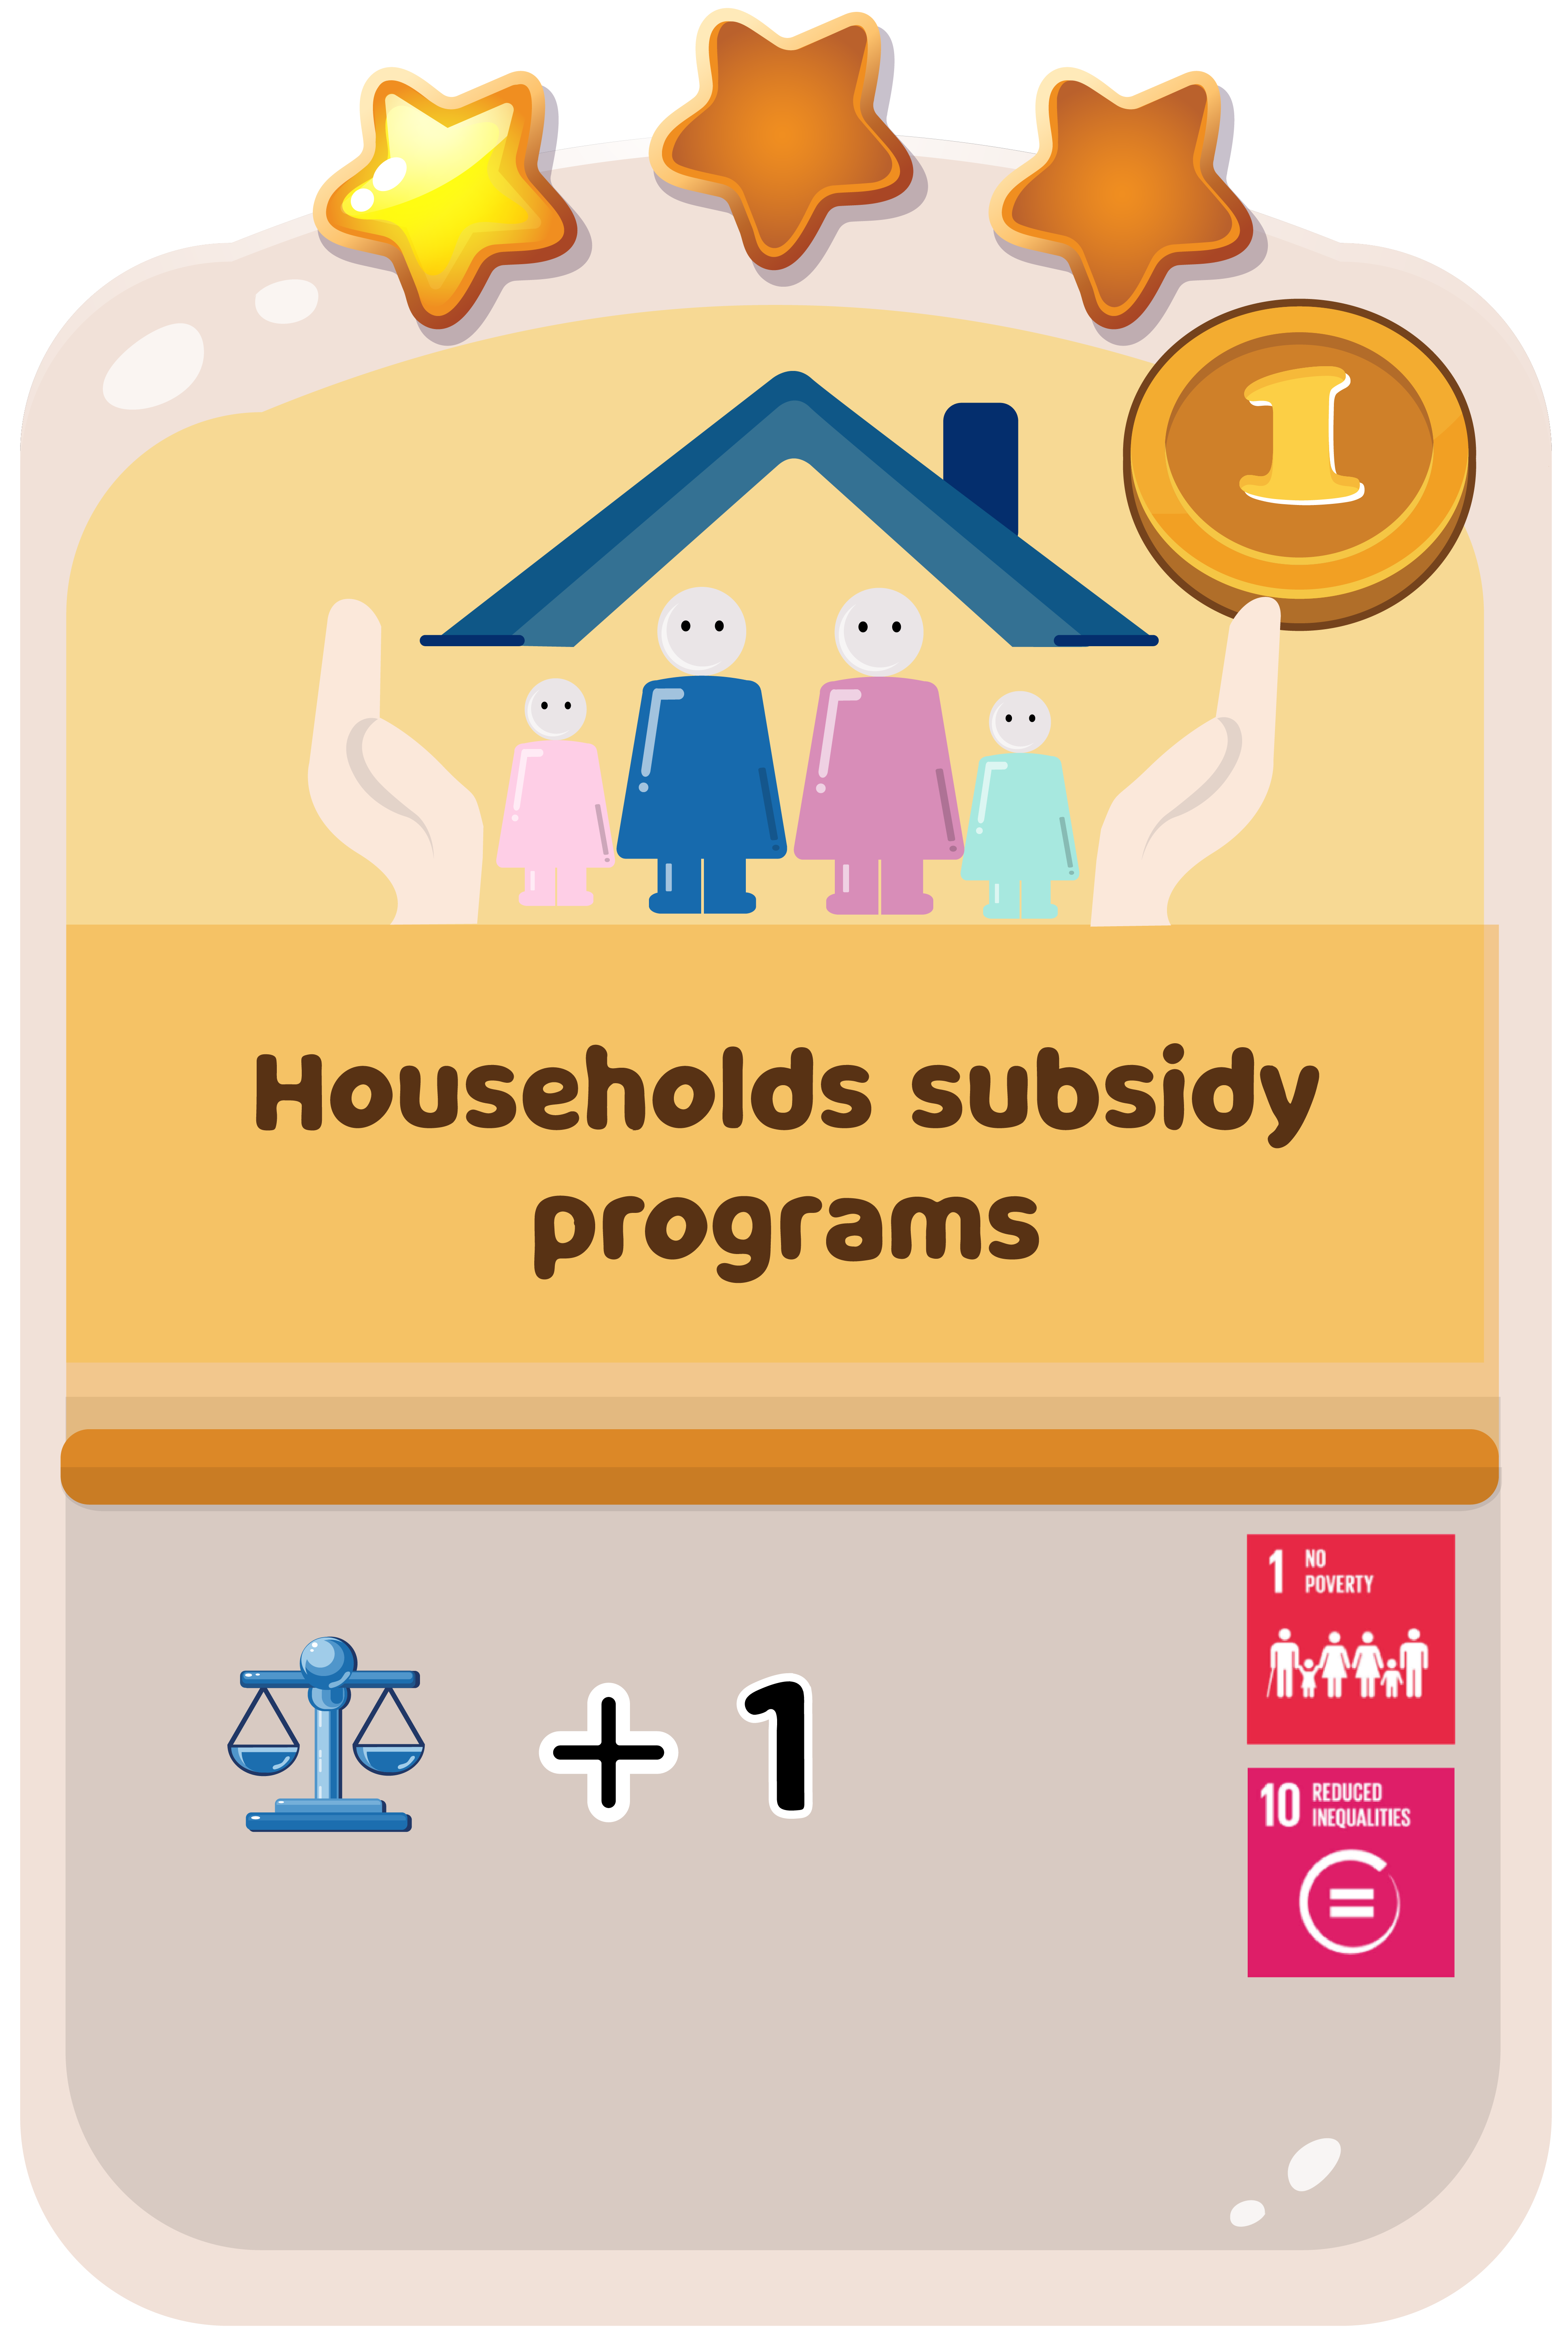 1
Households subsidy
programs
+ 1
1 NO
POVERTY
10 REDUCED
INEQUALITIES